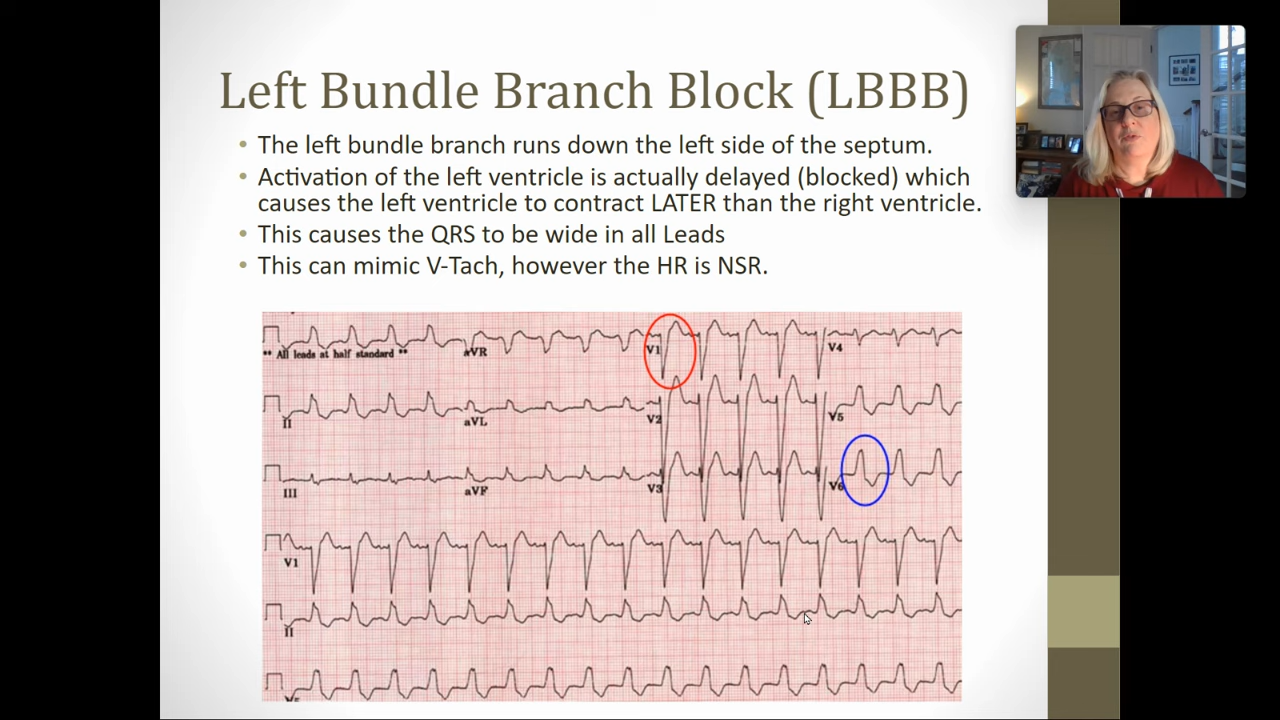 Left Bundle Branch Block (LBBB)
• The left bundle branch runs down the left side of the septum.
• Activation of the left ventricle is actually delayed (blocked) which
causes the left ventricle to contract LATER than the right ventricle.
• This causes the QRS to be wide in all Leads
• This can mimic V-Tach, however the HR is NSR.
** All leads at half standard **
aVR
V1
V4
II
aVL
V2
V5
III
aVF
V3
V6
V1
II
V5